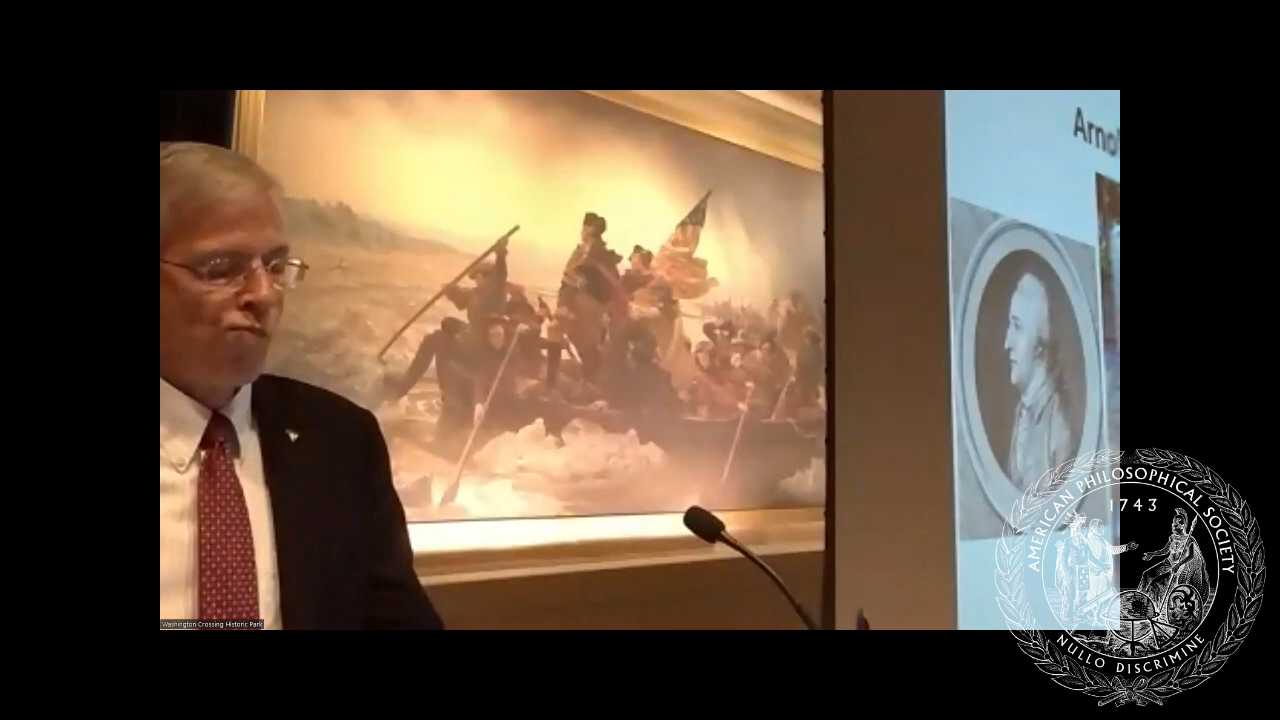 Arno
AMERICAN PHILOSOPHICAL SOCIETY
1743
NULLO DISCRIMINE
Washington Crossing Historic Park